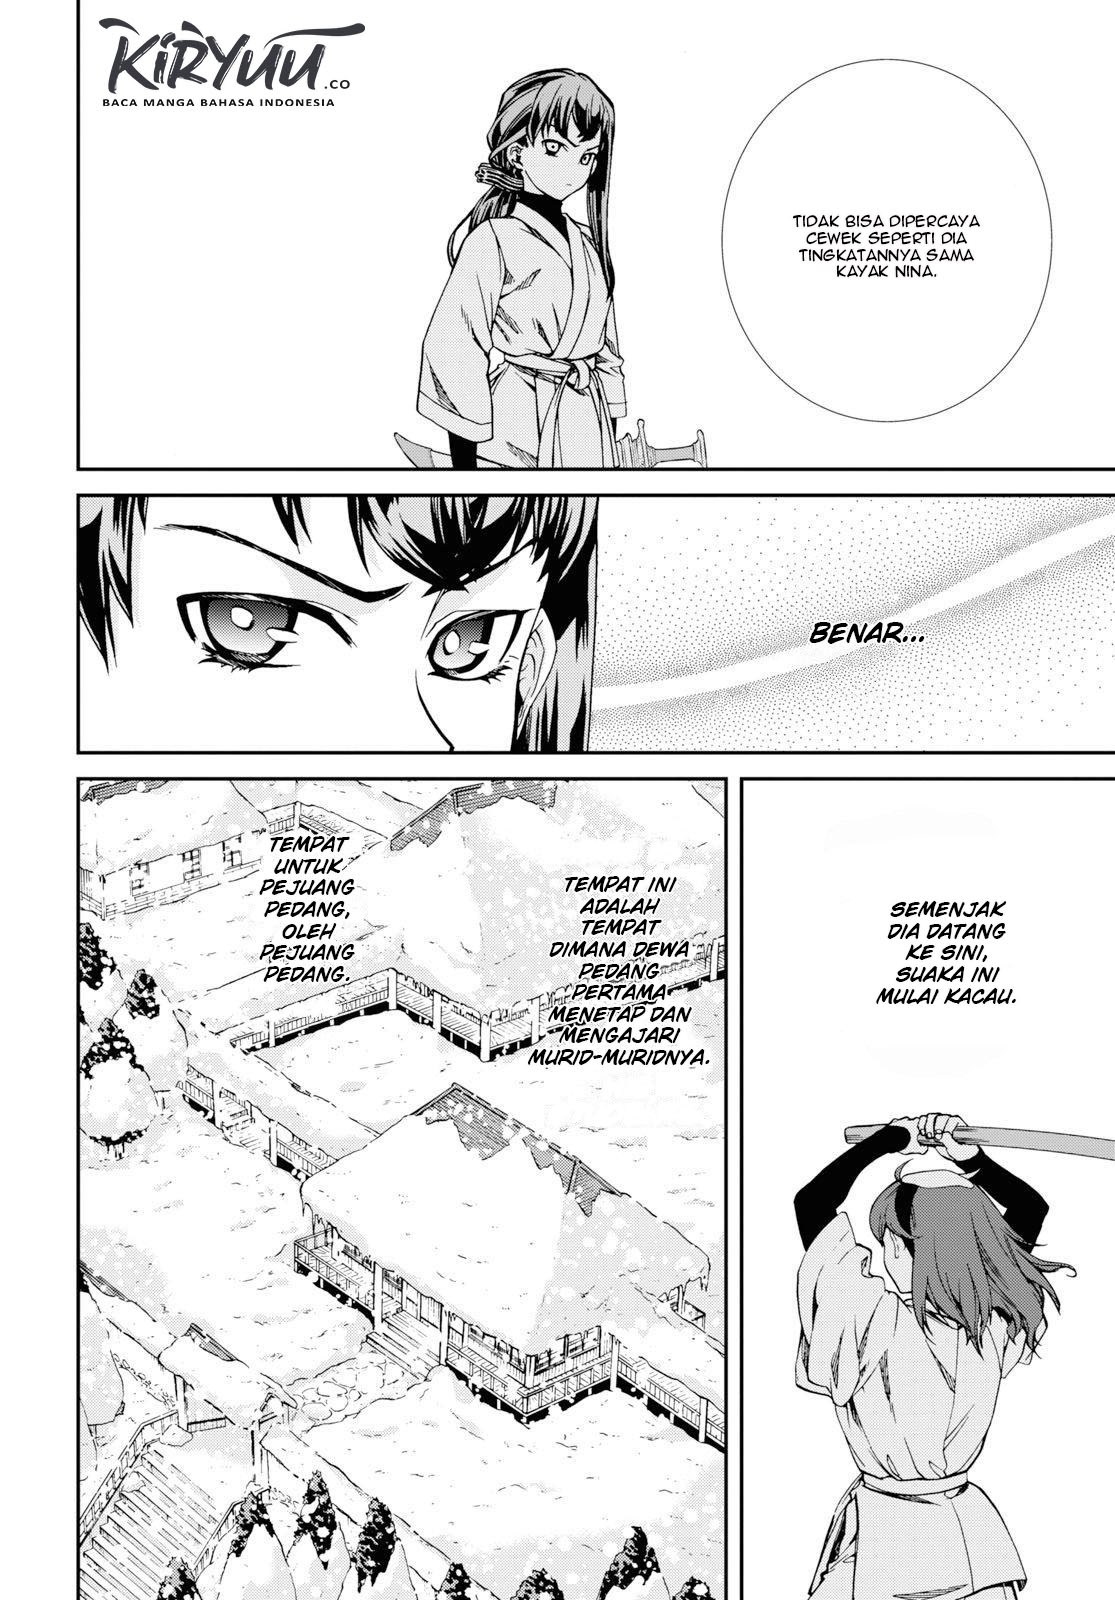 KIRYUU.CO
BACA MANGA BAHASA INDONESIA
TIDAK BISA DIPERCAYA
CEWEK SEPERTI DIA
TINGKATANNYA SAMA
KAYAK NINA.
BENAR...
SEMENJAK
DIA DATANG
KE SINI,
SUAKA INI
MULAI KACAU.
TEMPAT INI
ADALAH
TEMPAT
DIMANA DEWA
PEDANG
PERTAMA
MENETAP DAN
MENGAJARI
MURID-MURIDNYA.
TEMPAT
UNTUK
PEJUANG
PEDANG,
OLEH
PEJUANG
PEDANG.